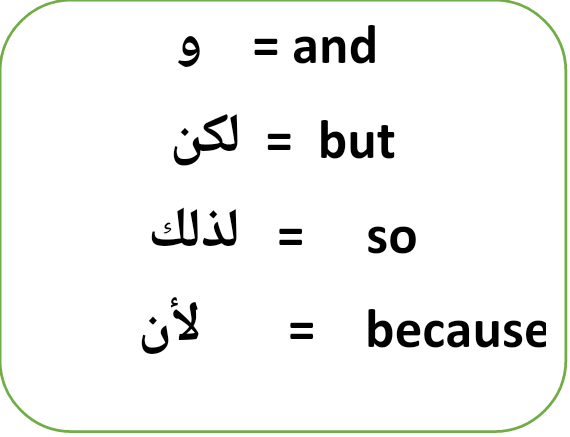 و = and
لكن = but
لذلك = so
لأن = because